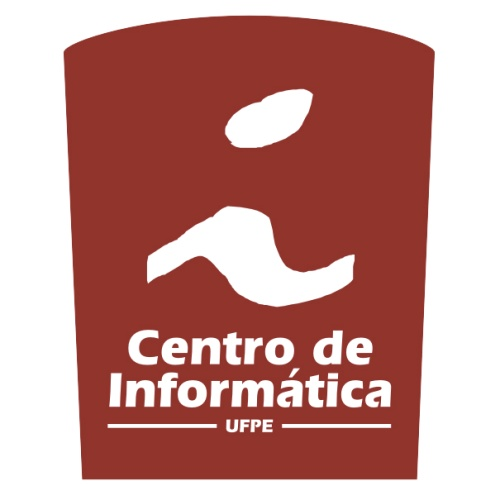 Centro de
Informática
UFPE